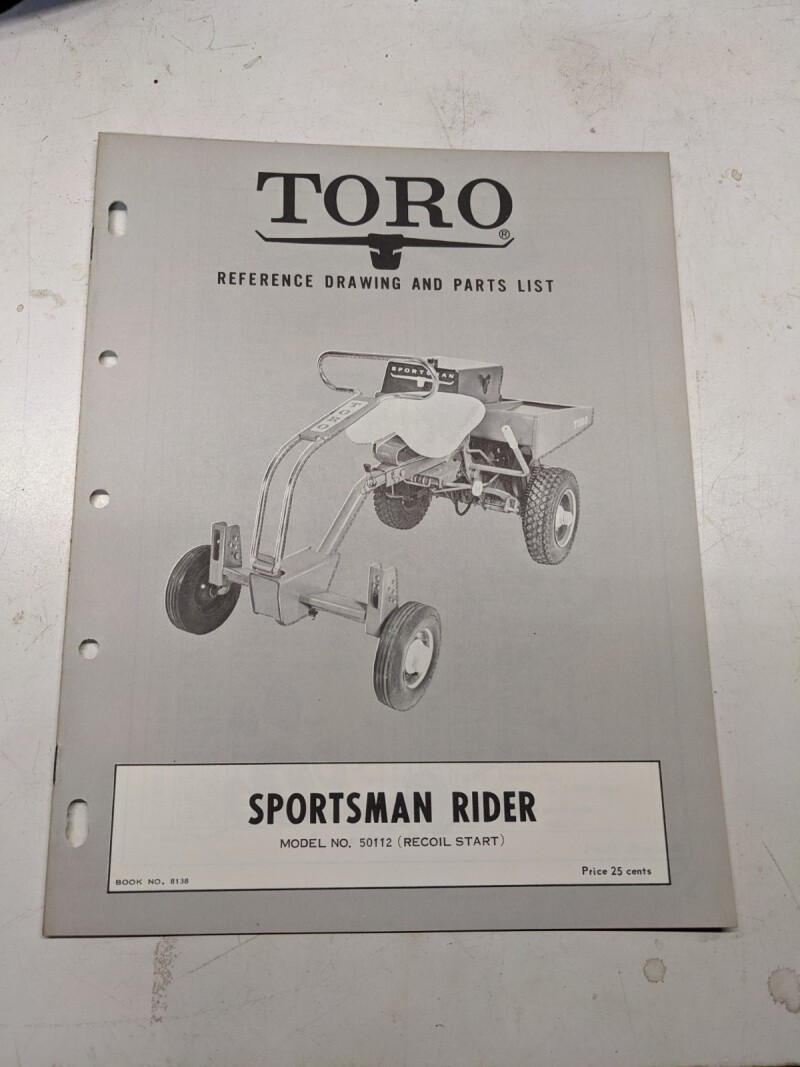 TORO
®
REFERENCE DRAWING AND PARTS LIST
SPORTSMAN
TORO
TORO
SPORTSMAN RIDER
MODEL NO. 50112 (RECOIL START)
BOOK NO. 8138
Price 25 cents